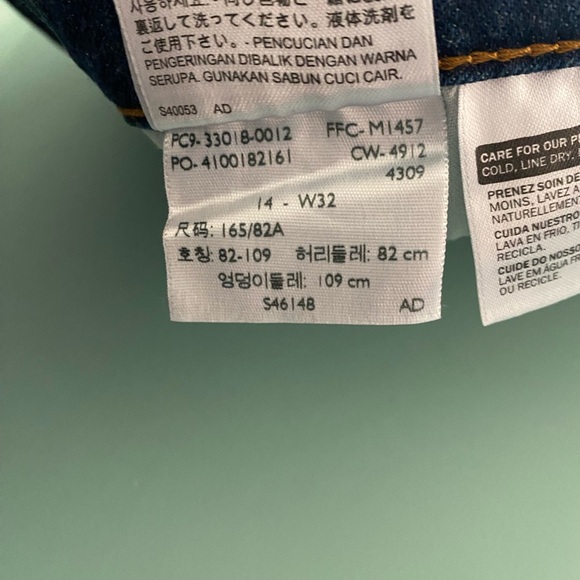 裏返して洗ってください。液体洗剤を
ご使用下さい。- PENCUCIAN DAN
PENGERINGAN DIBALIK DENGAN WARNA
SERUPA. GUNAKAN SABUN CUCI CAIR.
S40053 AD
PC9-33018-0012 FFC-M1457
PO-4100182161 CW-4912
4309
14 - W32
尺码: 165/82A
호칭: 82-109 허리둘레: 82 cm
엉덩이둘레: 109 cm
S46148 AD
CARE FOR OUR
COLD, LINE DRY,
PRENEZ SOIN DE
MOINS, LAVEZ À
NATURELLEMENT
CUIDA NUESTRO
LAVA EN FRIO,
RECICLA.
CUIDE DO NOSSO
LAVE EM ÁGUA
OU RECICLE.